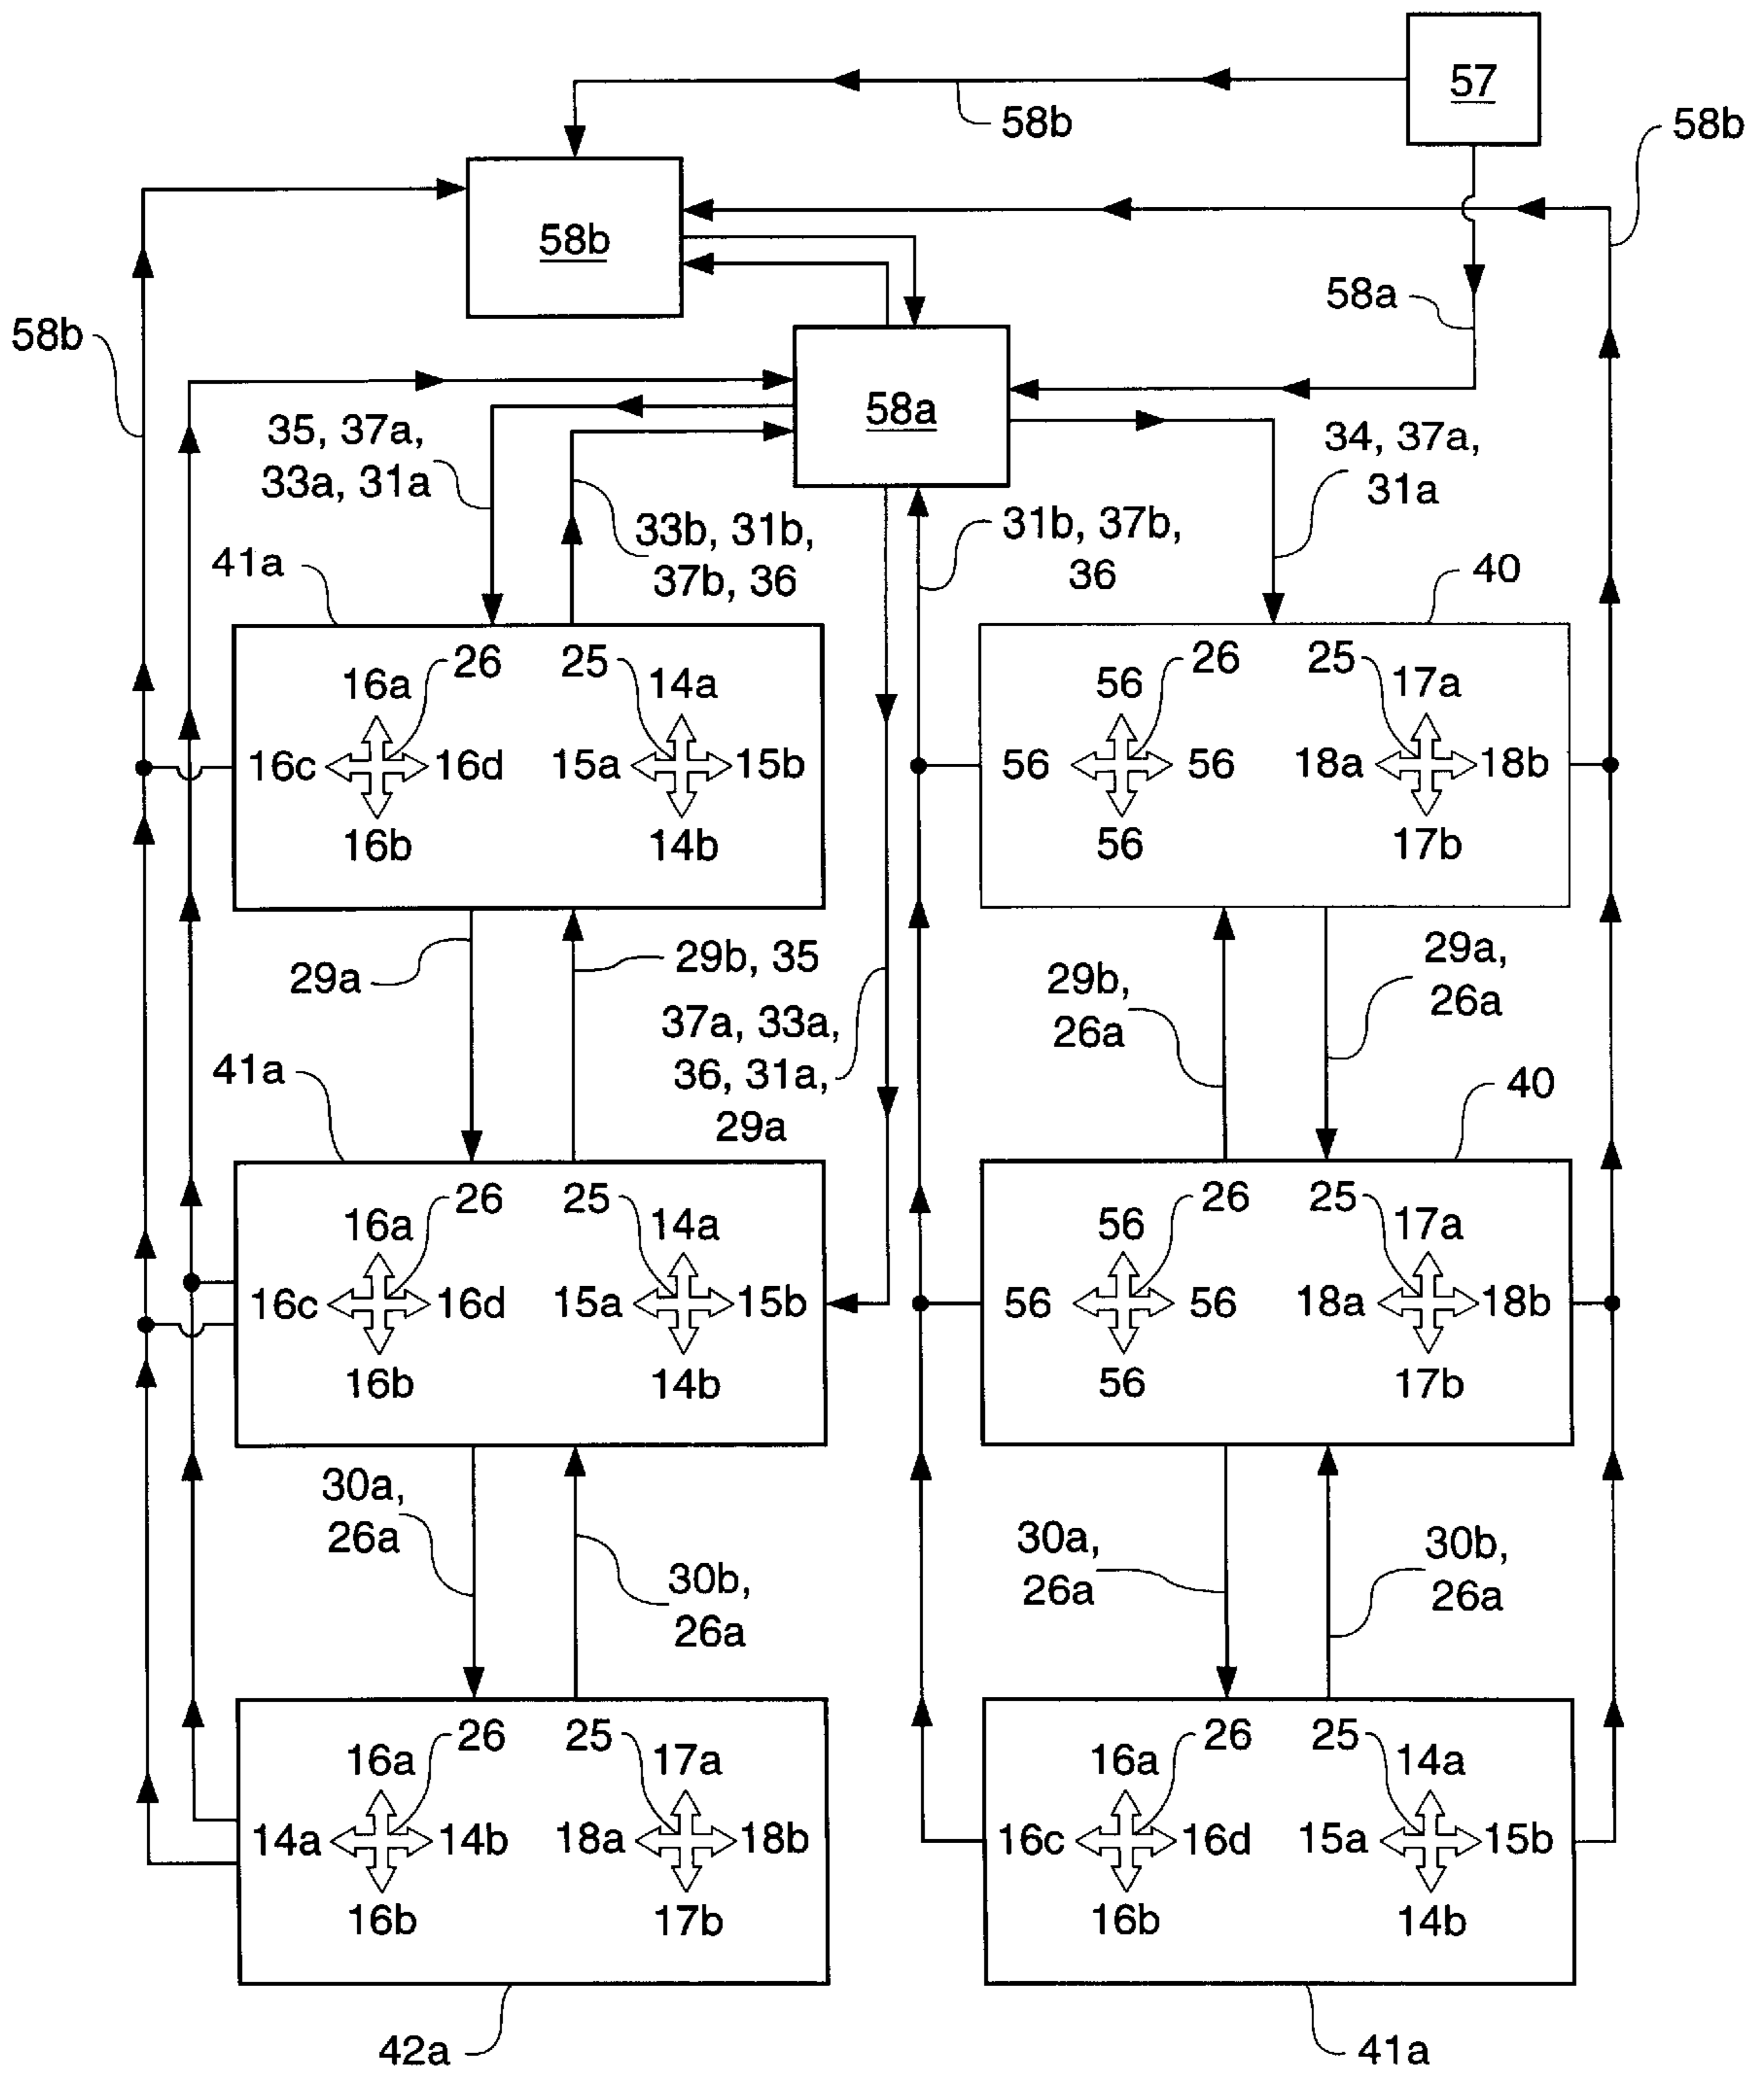 57
58b
58b
58b
58a
58b
58a
35, 37a,
33a, 31a
34, 37a,
31a
33b, 31b,
37b, 36
31b, 37b,
36
41a
40
26
25
16a
14a
16c
16d
15a
15b
16b
14b
26
25
56
17a
56
56
18a
18b
56
17b
29a
29b, 35
37a, 33a,
36, 31a,
29a
29b,
26a
29a,
26a
41a
40
26
25
16a
14a
16c
16d
15a
15b
16b
14b
26
25
56
17a
56
56
18a
18b
56
17b
30a,
26a
30b,
26a
30a,
26a
30b,
26a
26
25
16a
17a
14a
14b
18a
18b
16b
17b
26
25
16a
14a
16c
16d
15a
15b
16b
14b
42a
41a